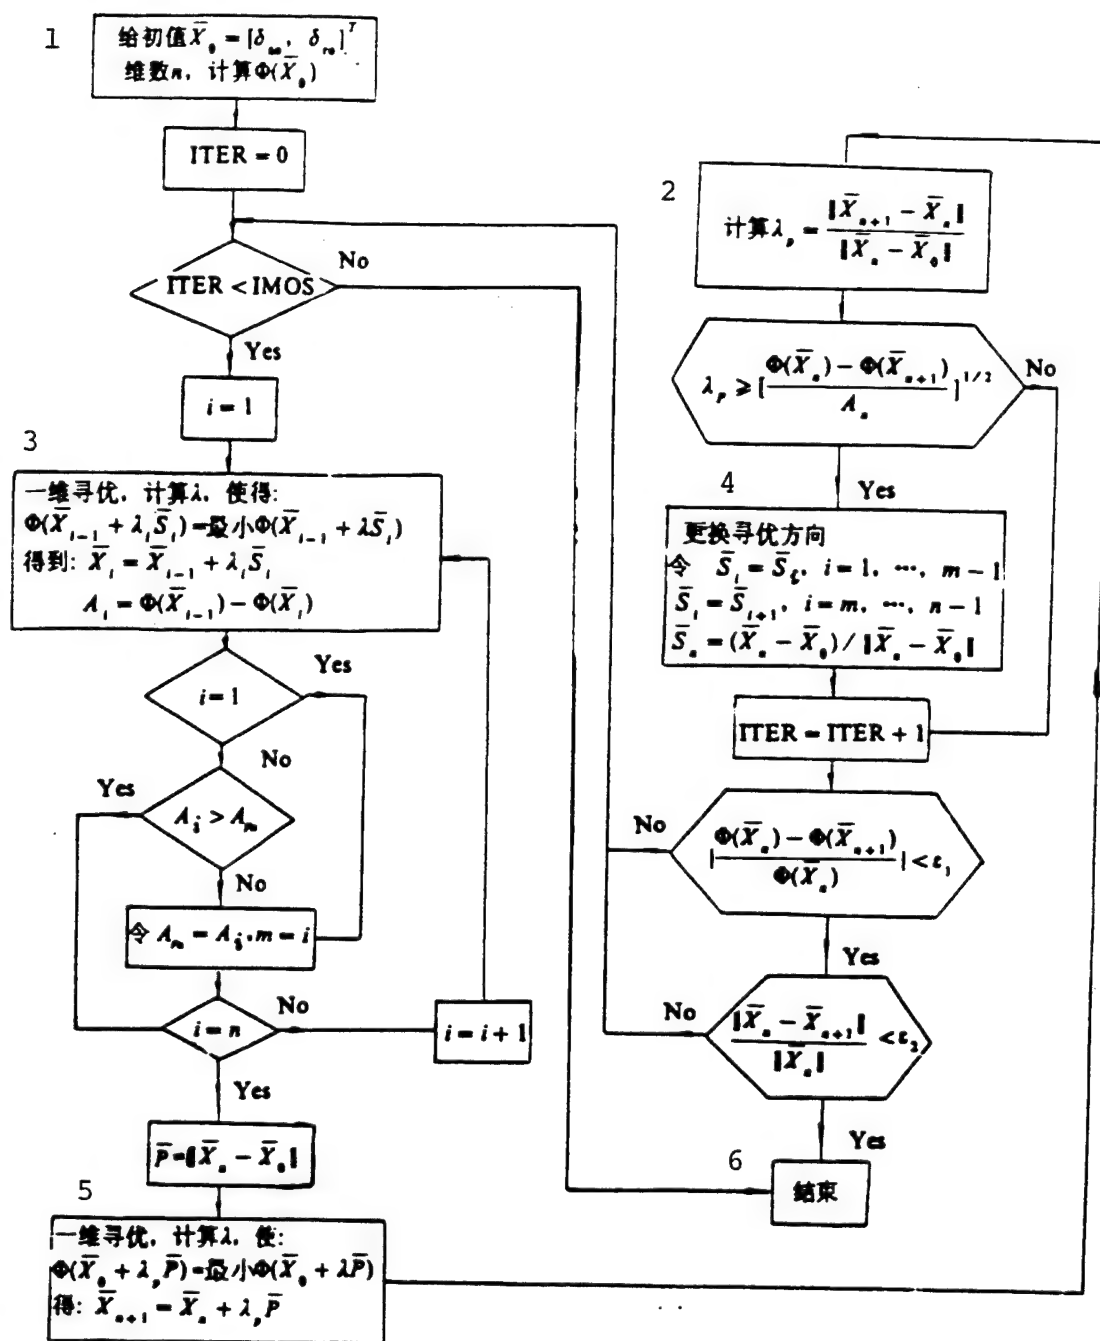 1
给初值X̄₀ = [δₐₒ, δᵣₒ]ᵀ
维数n, 计算Φ(X̄₀)
ITER = 0
ITER < IMOS
No
Yes
i = 1
3
一维寻优, 计算λ, 使得:
Φ(X̄ᵢ₋₁ + λᵢS̄ᵢ)=最小Φ(X̄ᵢ₋₁ + λS̄ᵢ)
得到: X̄ᵢ = X̄ᵢ₋₁ + λᵢS̄ᵢ
Aᵢ = Φ(X̄ᵢ₋₁) − Φ(X̄ᵢ)
Yes
i = 1
No
Yes
Aᵢ > Aₘ
No
令 Aₘ = Aᵢ, m = i
i = n
No
i = i + 1
Yes
P̄ = ‖X̄ₙ − X̄₀‖
5
一维寻优, 计算λ, 使:
Φ(X̄₀ + λₚP̄)=最小Φ(X̄₀ + λP̄)
得: X̄ₙ₊₁ = X̄ₙ + λₚP̄
2
计算λₚ = ‖X̄ₙ₊₁ − X̄ₙ‖ / ‖X̄ₙ − X̄₀‖
λₚ ⩾ [(Φ(X̄ₙ) − Φ(X̄ₙ₊₁)) / Aₙ]^1/2
No
Yes
4
更换寻优方向
令 S̄ᵢ = S̄ᵢ, i = 1, ⋯, m − 1
S̄ᵢ = S̄ᵢ₊₁, i = m, ⋯, n − 1
S̄ₙ = (X̄ₙ − X̄₀) / ‖X̄ₙ − X̄₀‖
ITER = ITER + 1
No
|(Φ(X̄ₙ) − Φ(X̄ₙ₊₁)) / Φ(X̄ₙ)| < ε₁
Yes
No
‖X̄ₙ − X̄ₙ₊₁‖ / ‖X̄ₙ‖ < ε₂
Yes
6
结束